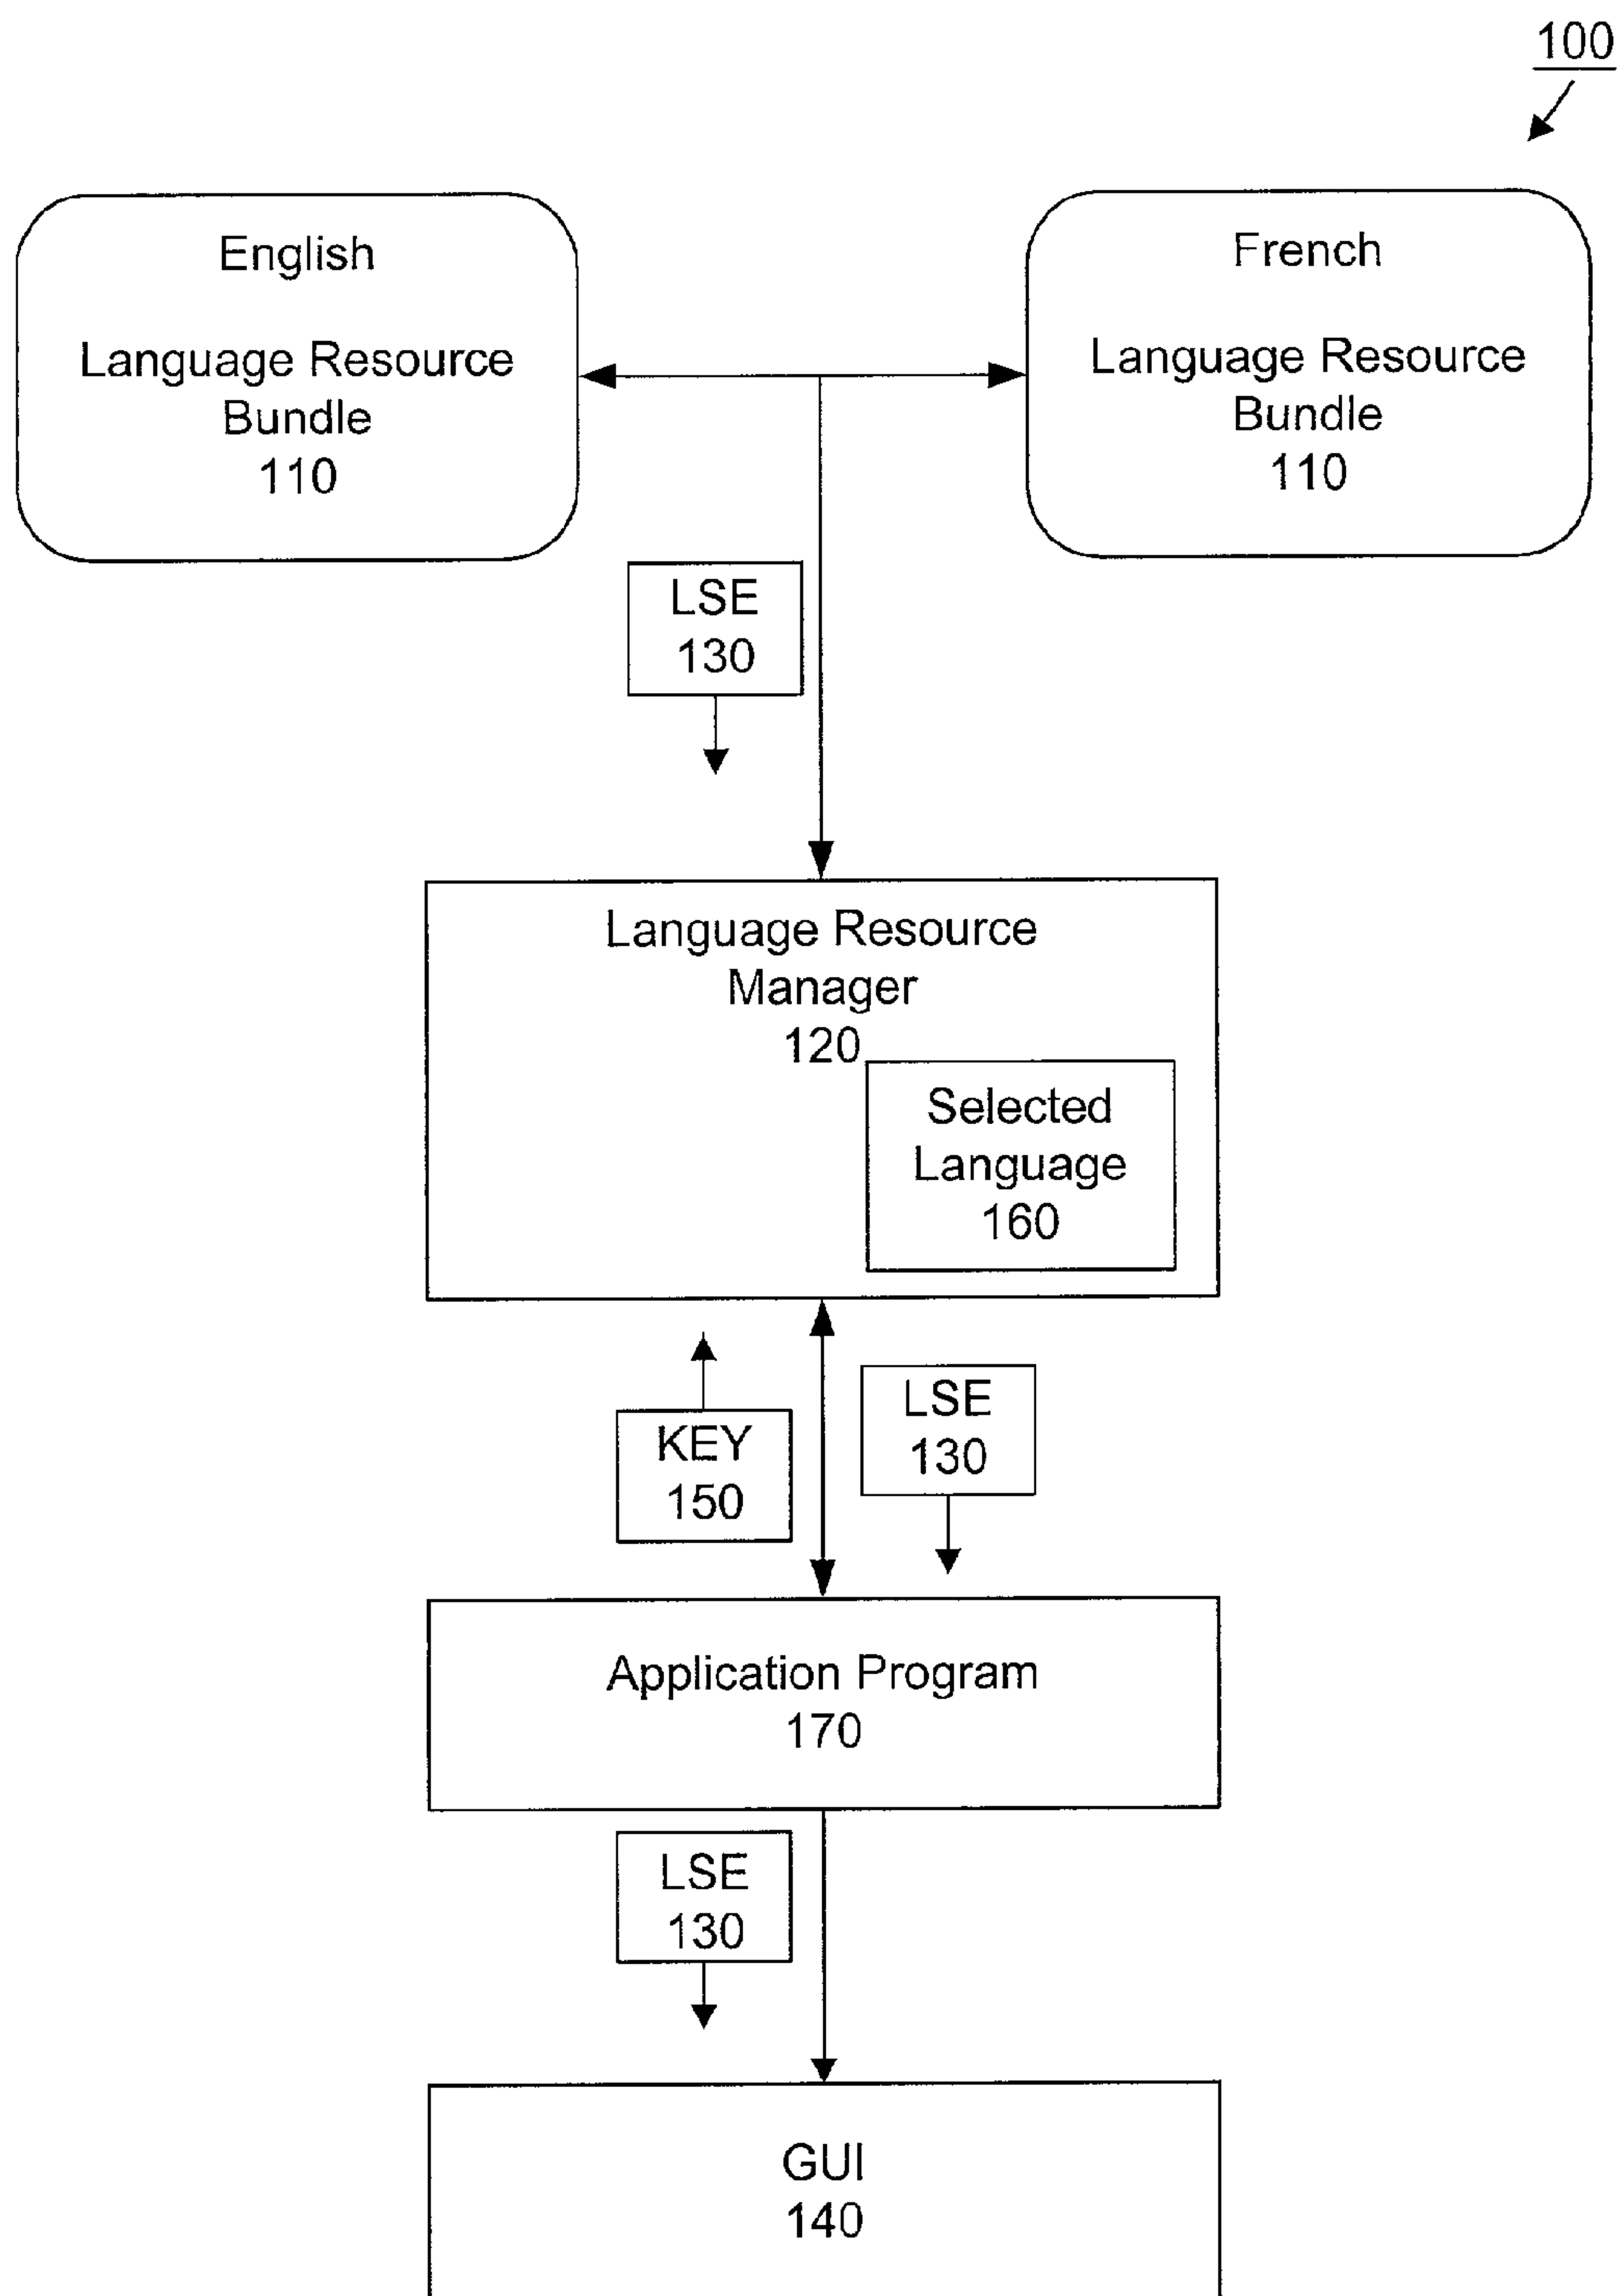 100
English
Language Resource
Bundle
110
French
Language Resource
Bundle
110
LSE
130
Language Resource
Manager
120
Selected
Language
160
KEY
150
LSE
130
Application Program
170
LSE
130
GUI
140